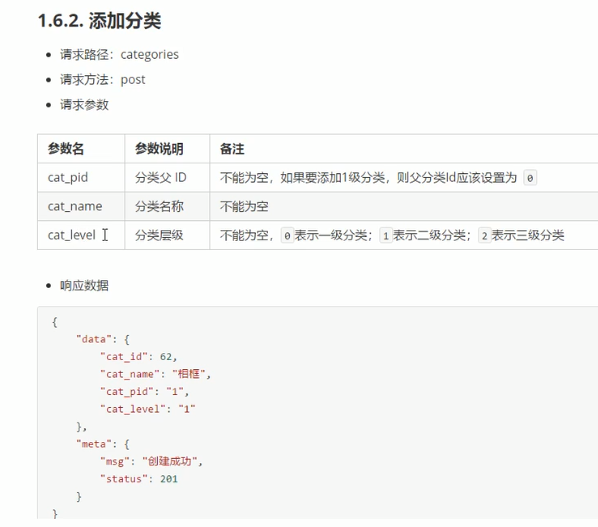 1.6.2. 添加分类
请求路径：categories
请求方法：post
请求参数
参数名 参数说明 备注
cat_pid 分类父 ID 不能为空，如果要添加1级分类，则父分类Id应该设置为 0
cat_name 分类名称 不能为空
cat_level 分类层级 不能为空，0表示一级分类；1表示二级分类；2表示三级分类
响应数据
{
"data": {
"cat_id": 62,
"cat_name": "相框",
"cat_pid": "1",
"cat_level": "1"
},
"meta": {
"msg": "创建成功",
"status": 201
}
}